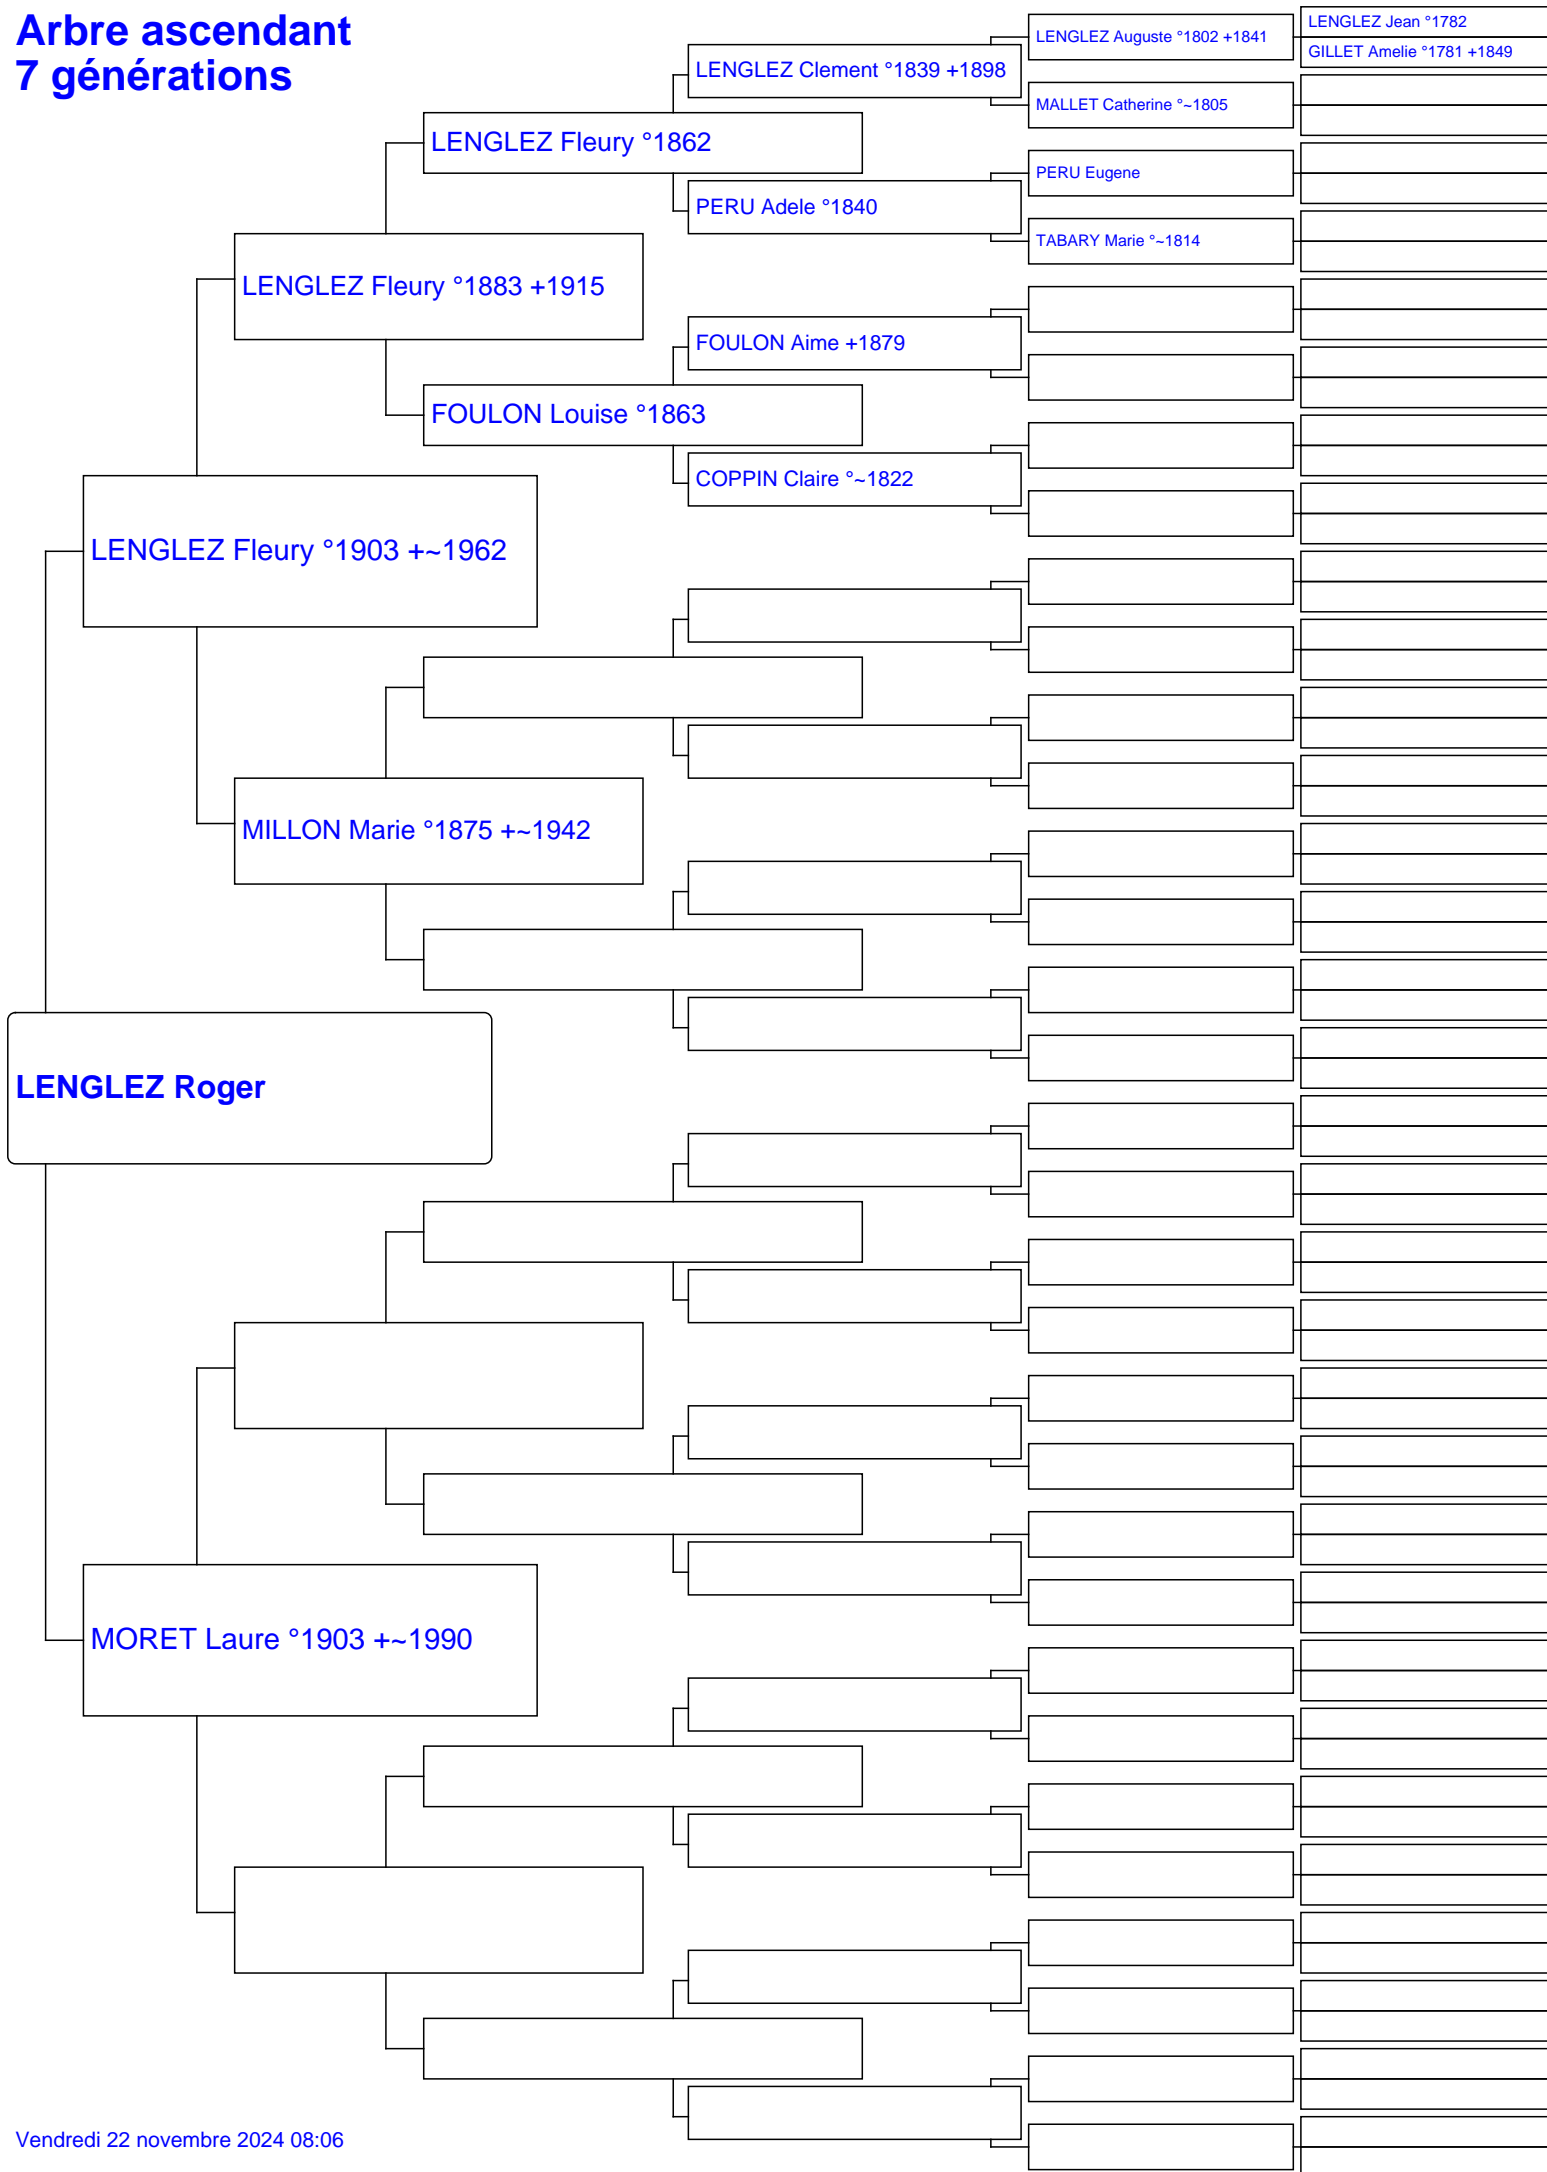 Arbre ascendant
7 générations
LENGLEZ Jean °1782
LENGLEZ Auguste °1802 +1841
GILLET Amelie °1781 +1849
LENGLEZ Clement °1839 +1898
MALLET Catherine °~1805
LENGLEZ Fleury °1862
PERU Eugene
PERU Adele °1840
TABARY Marie °~1814
LENGLEZ Fleury °1883 +1915
FOULON Aime +1879
FOULON Louise °1863
COPPIN Claire °~1822
LENGLEZ Fleury °1903 +~1962
MILLON Marie °1875 +~1942
LENGLEZ Roger
MORET Laure °1903 +~1990
Vendredi 22 novembre 2024 08:06